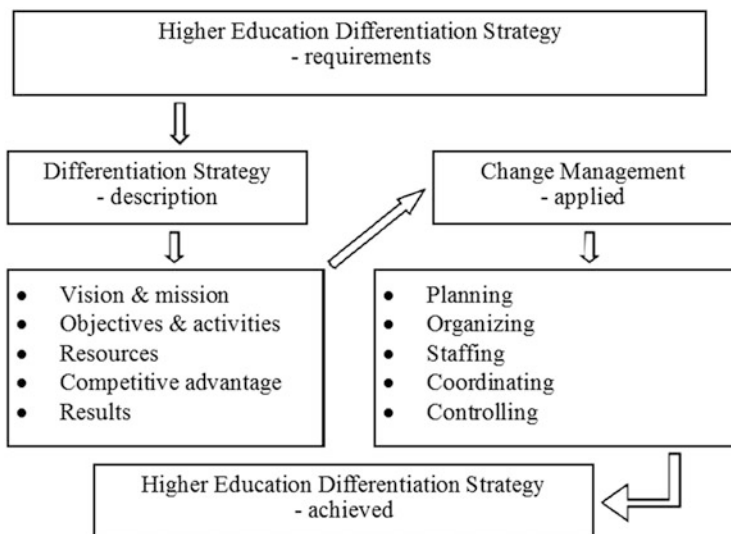 Higher Education Differentiation Strategy
- requirements
Differentiation Strategy
- description
Change Management
- applied
• Vision & mission
• Objectives & activities
• Resources
• Competitive advantage
• Results
• Planning
• Organizing
• Staffing
• Coordinating
• Controlling
Higher Education Differentiation Strategy
- achieved